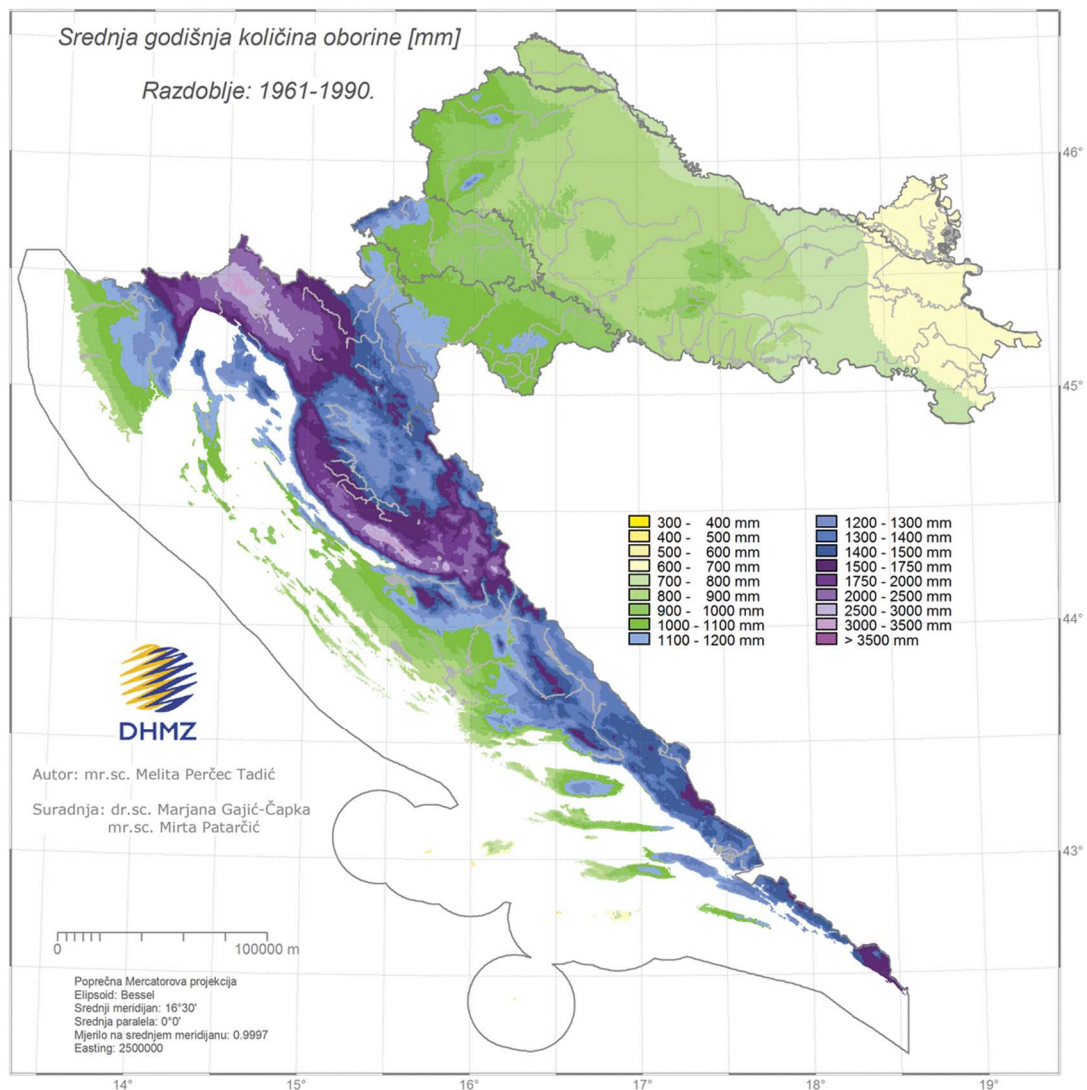 Srednja godišnja količina oborine [mm]
Razdoblje: 1961-1990.
46°
45°
300 - 400 mm
400 - 500 mm
500 - 600 mm
600 - 700 mm
700 - 800 mm
800 - 900 mm
900 - 1000 mm
1000 - 1100 mm
1100 - 1200 mm
1200 - 1300 mm
1300 - 1400 mm
1400 - 1500 mm
1500 - 1750 mm
1750 - 2000 mm
2000 - 2500 mm
2500 - 3000 mm
3000 - 3500 mm
> 3500 mm
44°
DHMZ
Autor: mr.sc. Melita Perčec Tadić
Suradnja: dr.sc. Marjana Gajić-Čapka
mr.sc. Mirta Patarčić
43°
0 100000 m
Poprečna Mercatorova projekcija
Elipsoid: Bessel
Srednji meridijan: 16°30'
Srednja paralela: 0°0'
Mjerilo na srednjem meridijanu: 0.9997
Easting: 2500000
14° 15° 16° 17° 18° 19°